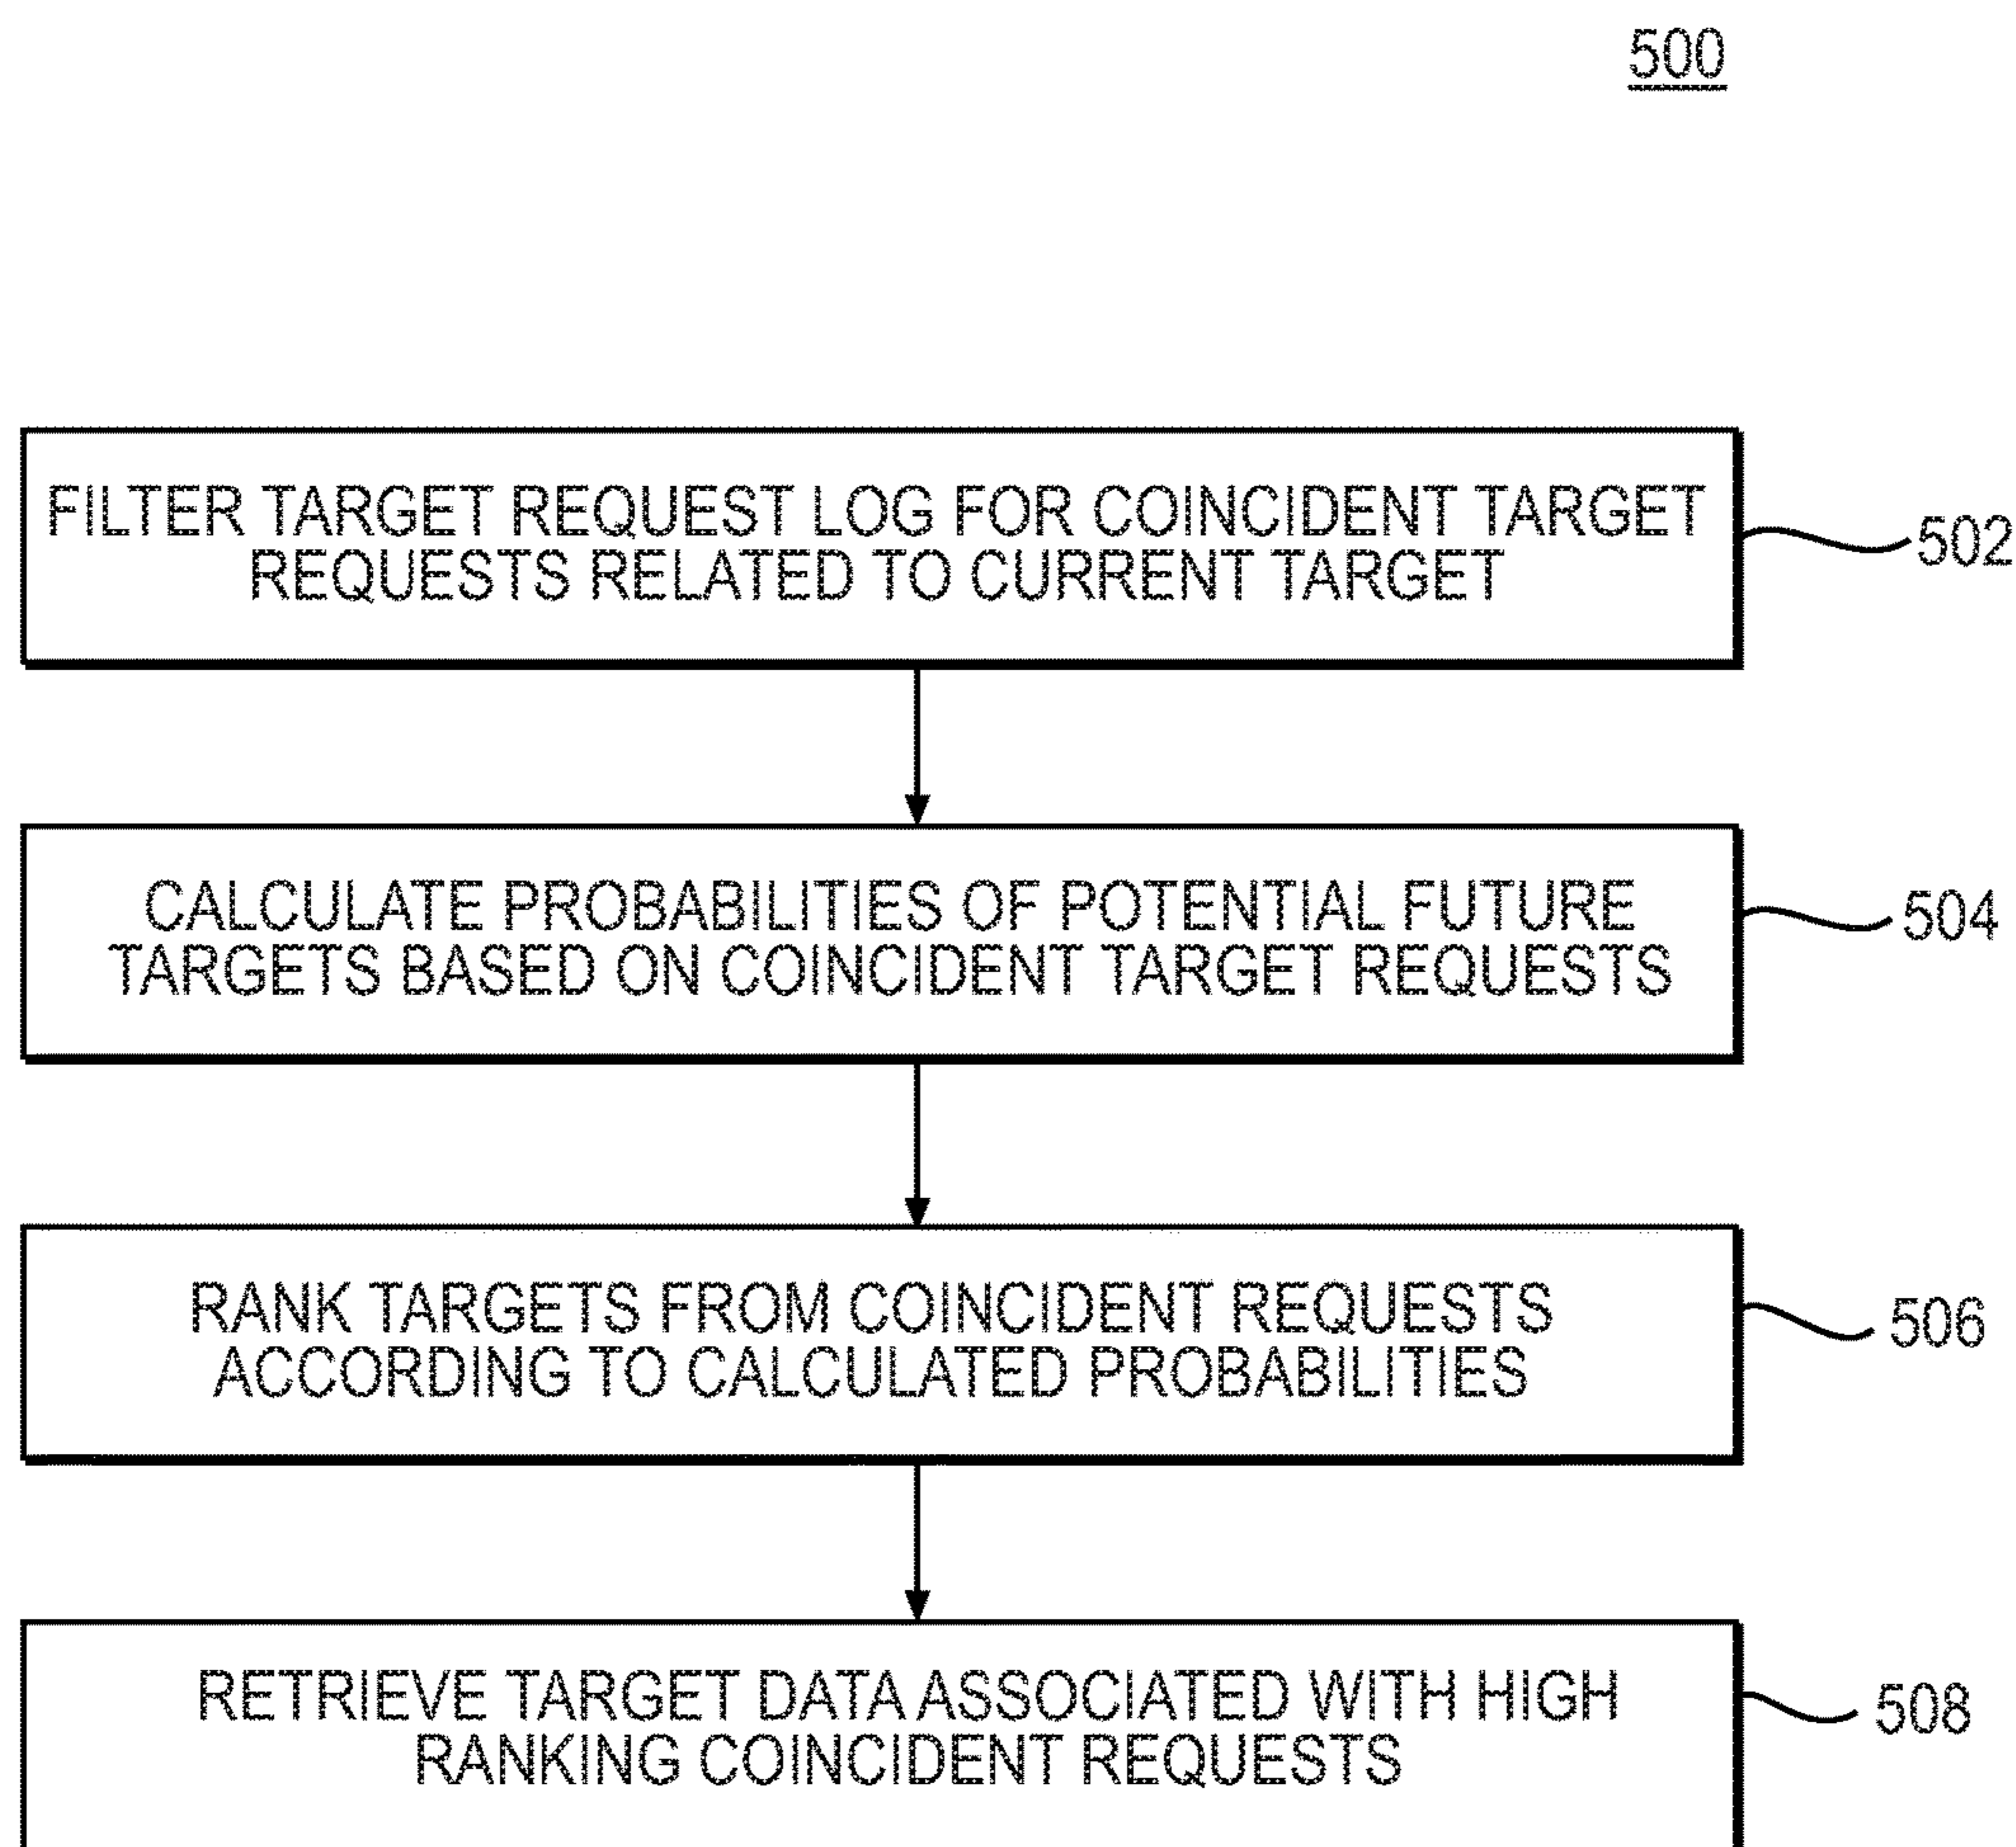 500
FILTER TARGET REQUEST LOG FOR COINCIDENT TARGET
REQUESTS RELATED TO CURRENT TARGET
502
CALCULATE PROBABILITIES OF POTENTIAL FUTURE
TARGETS BASED ON COINCIDENT TARGET REQUESTS
504
RANK TARGETS FROM COINCIDENT REQUESTS
ACCORDING TO CALCULATED PROBABILITIES
506
RETRIEVE TARGET DATA ASSOCIATED WITH HIGH
RANKING COINCIDENT REQUESTS
508